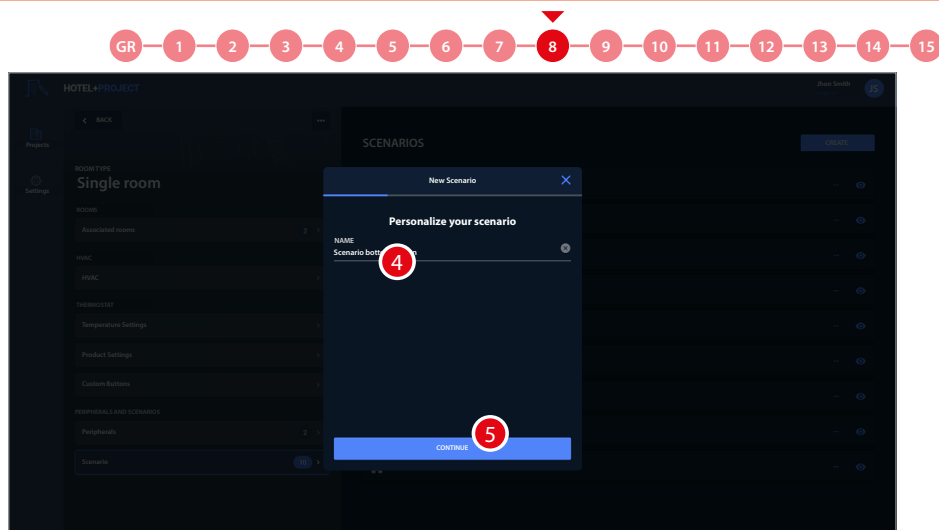 GR 1 2 3 4 5 6 7 8 9 10 11 12 13 14 15
HOTEL+PROJECT
Jhon Smith JS
BACK
Projects
SCENARIOS
CREATE
ROOM TYPE
Single room
Settings
New Scenario
ROOMS
Associated rooms 2
Personalize your scenario
NAME
Scenario
4
HVAC
HVAC
THERMOSTAT
Temperature Settings
Product Settings
Custom Buttons
PERIPHERALS AND SCENARIOS
Peripherals 2
5
CONTINUE
Scenario 10